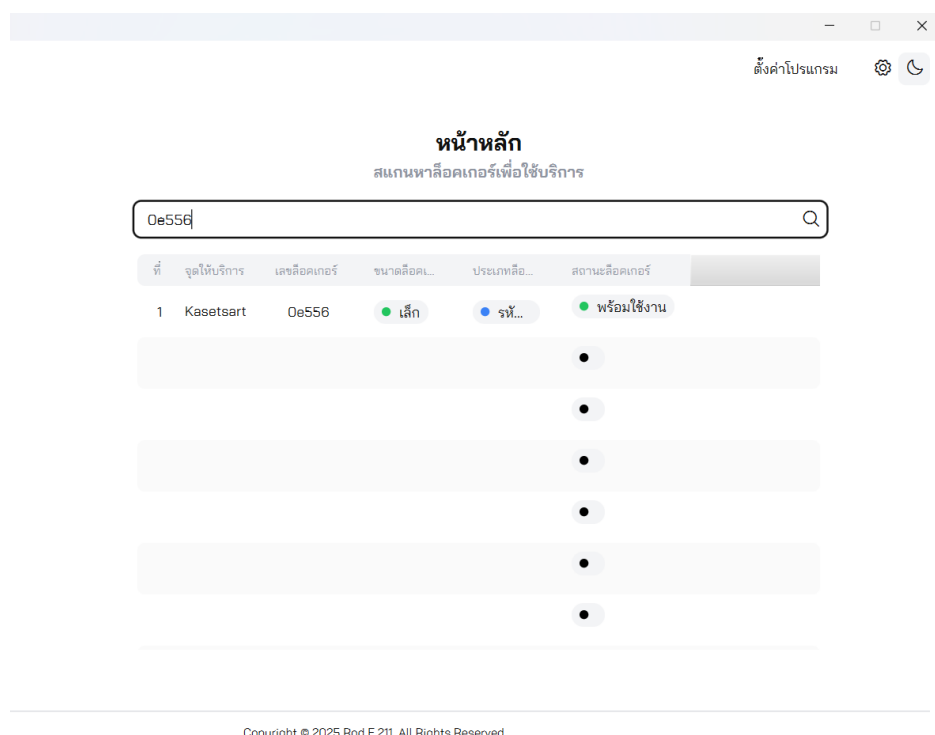 ตั้งค่าโปรแกรม
หน้าหลัก
สแกนหาล็อคเกอร์เพื่อใช้บริการ
0e556
ที่ จุดให้บริการ เลขล็อคเกอร์ ขนาดล็อคเ... ประเภทล็อ... สถานะล็อคเกอร์
1 Kasetsart 0e556 เล็ก รหั... พร้อมใช้งาน
Copyright © 2025 Rod F 211. All Rights Reserved